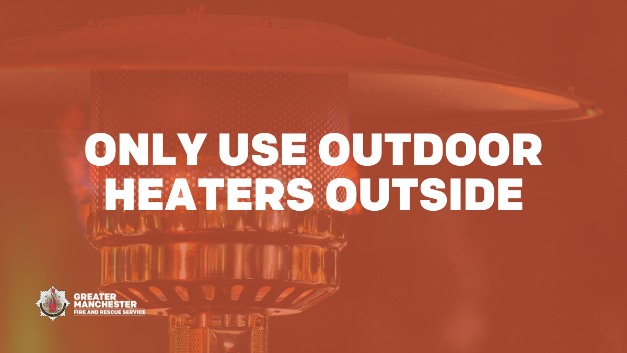 ONLY USE OUTDOOR
HEATERS OUTSIDE
GREATER
MANCHESTER
FIRE AND RESCUE SERVICE